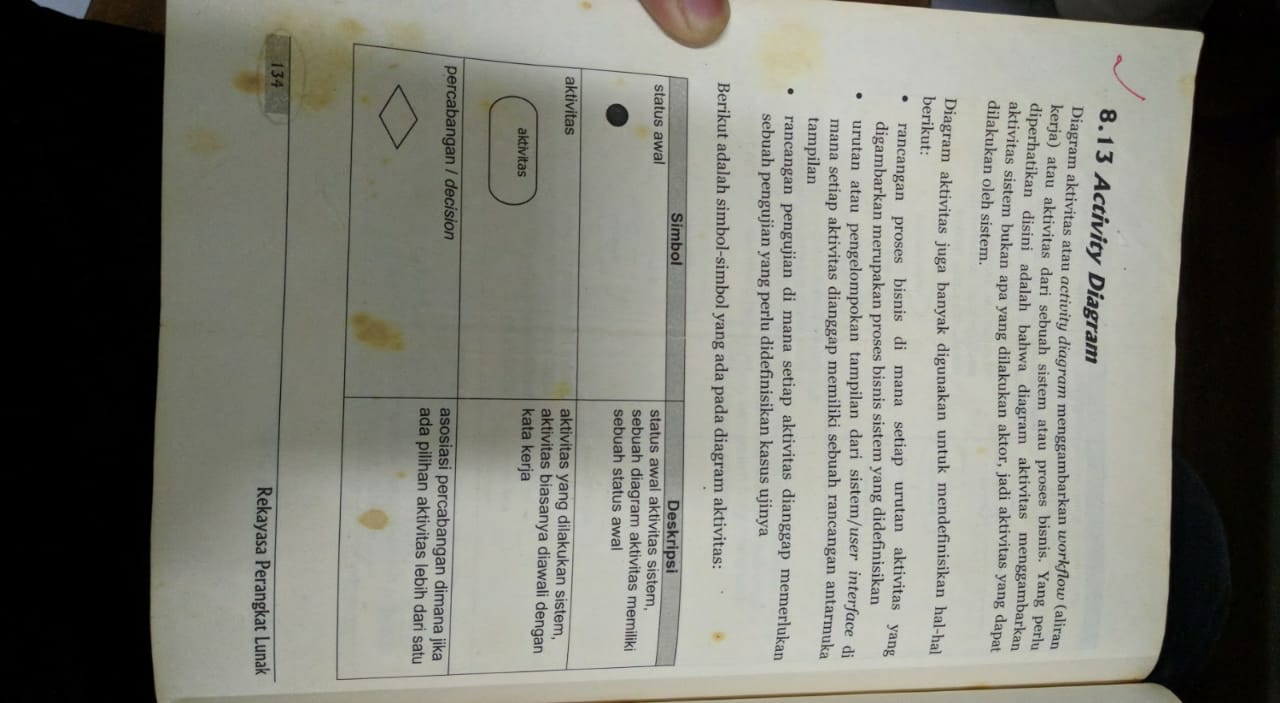 8.13 Activity Diagram
Diagram aktivitas atau activity diagram menggambarkan workflow (aliran
kerja) atau aktivitas dari sebuah sistem atau proses bisnis. Yang perlu
diperhatikan disini adalah bahwa diagram aktivitas menggambarkan
aktivitas sistem bukan apa yang dilakukan aktor, jadi aktivitas yang dapat
dilakukan oleh sistem.
Diagram aktivitas juga banyak digunakan untuk mendefinisikan hal-hal
berikut:
• rancangan proses bisnis di mana setiap urutan aktivitas yang
digambarkan merupakan proses bisnis sistem yang didefinisikan
• urutan atau pengelompokan tampilan dari sistem/user interface di
mana setiap aktivitas dianggap memiliki sebuah rancangan antarmuka
tampilan
• rancangan pengujian di mana setiap aktivitas dianggap memerlukan
sebuah pengujian yang perlu didefinisikan kasus ujinya
Berikut adalah simbol-simbol yang ada pada diagram aktivitas:
Simbol Deskripsi
status awal
status awal aktivitas sistem,
sebuah diagram aktivitas memiliki
sebuah status awal
aktivitas
aktivitas
aktivitas yang dilakukan sistem,
aktivitas biasanya diawali dengan
kata kerja
percabangan / decision
asosiasi percabangan dimana jika
ada pilihan aktivitas lebih dari satu
134
Rekayasa Perangkat Lunak